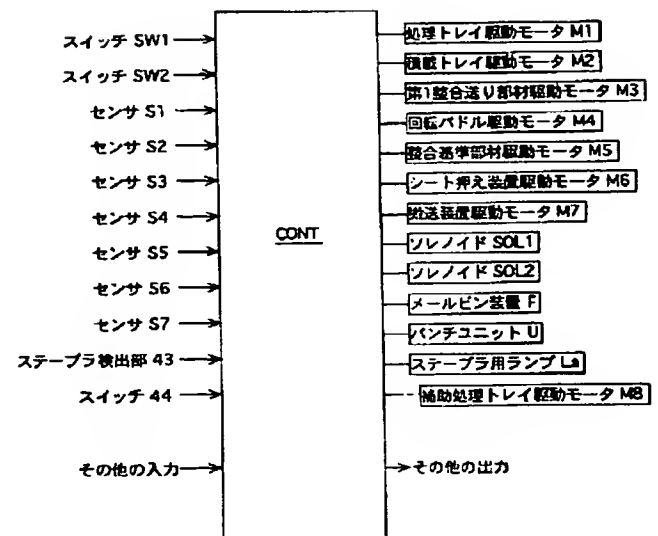 スイッチ SW1
スイッチ SW2
センサ S1
センサ S2
センサ S3
センサ S4
センサ S5
センサ S6
センサ S7
ステープラ検出部 43
スイッチ 44
その他の入力
CONT
処理トレイ駆動モータ M1
積載トレイ駆動モータ M2
第1整合送り部材駆動モータ M3
回転パドル駆動モータ M4
整合基準部材駆動モータ M5
シート押え装置駆動モータ M6
搬送装置駆動モータ M7
ソレノイド SOL1
ソレノイド SOL2
メールビン装置 F
パンチユニット U
ステープラ用ランプ La
補助処理トレイ駆動モータ M8
その他の出力